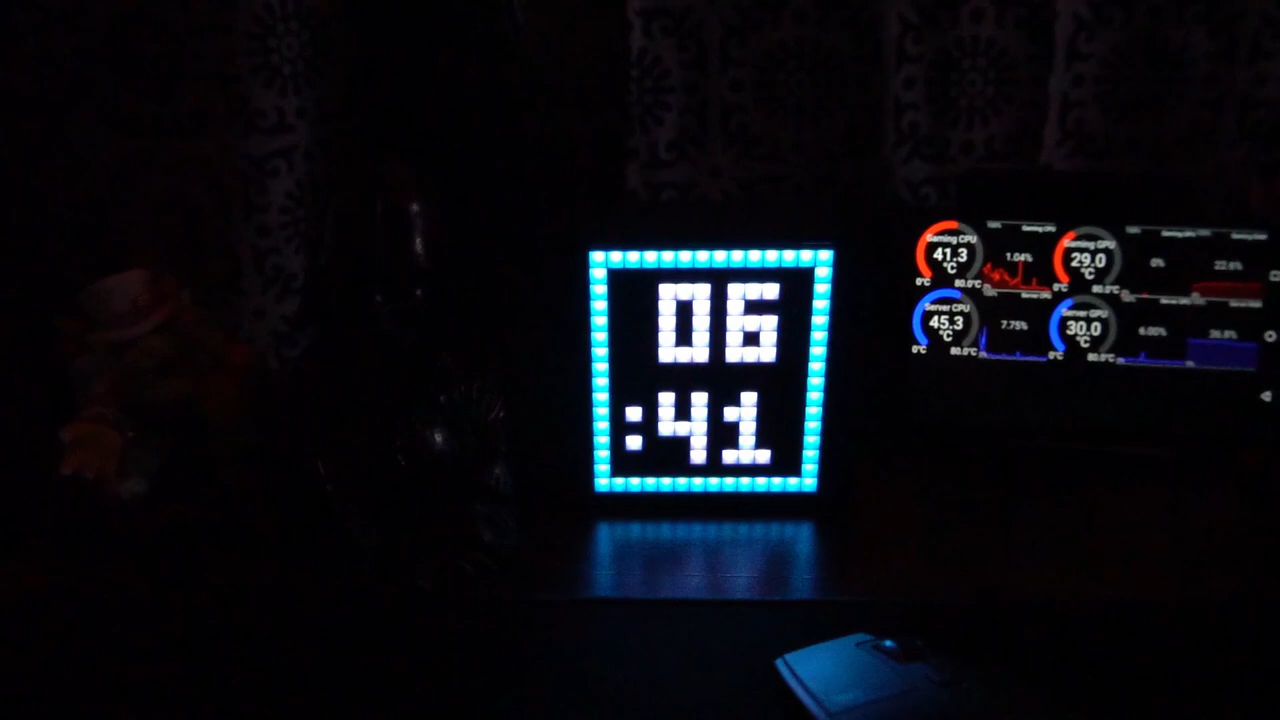 06
:41
Gaming CPU
41.3
°C
0°C
80.0°C
1.04%
Gaming GPU
29.0
°C
0°C
80.0°C
0%
22.6%
Server CPU
45.3
°C
0°C
80.0°C
7.75%
Server GPU
30.0
°C
0°C
80.0°C
6.00%